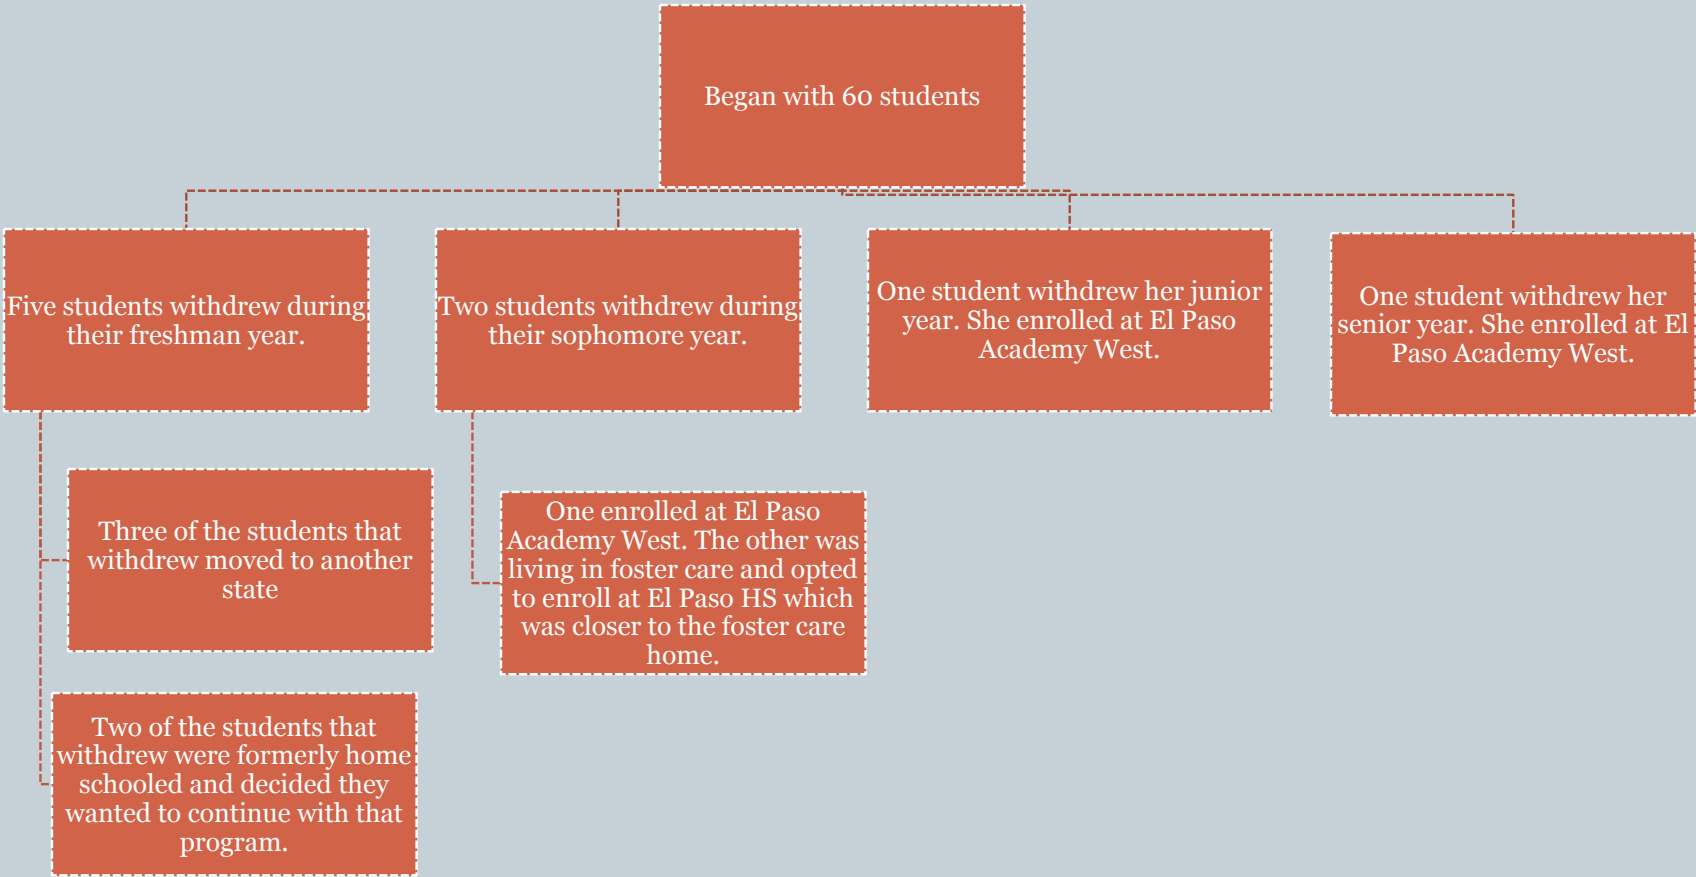 Began with 60 students
Five students withdrew during
their freshman year.
Two students withdrew during
their sophomore year.
One student withdrew her junior
year. She enrolled at El Paso
Academy West.
One student withdrew her
senior year. She enrolled at El
Paso Academy West.
Three of the students that
withdrew moved to another
state
One enrolled at El Paso
Academy West. The other was
living in foster care and opted
to enroll at El Paso HS which
was closer to the foster care
home.
Two of the students that
withdrew were formerly home
schooled and decided they
wanted to continue with that
program.